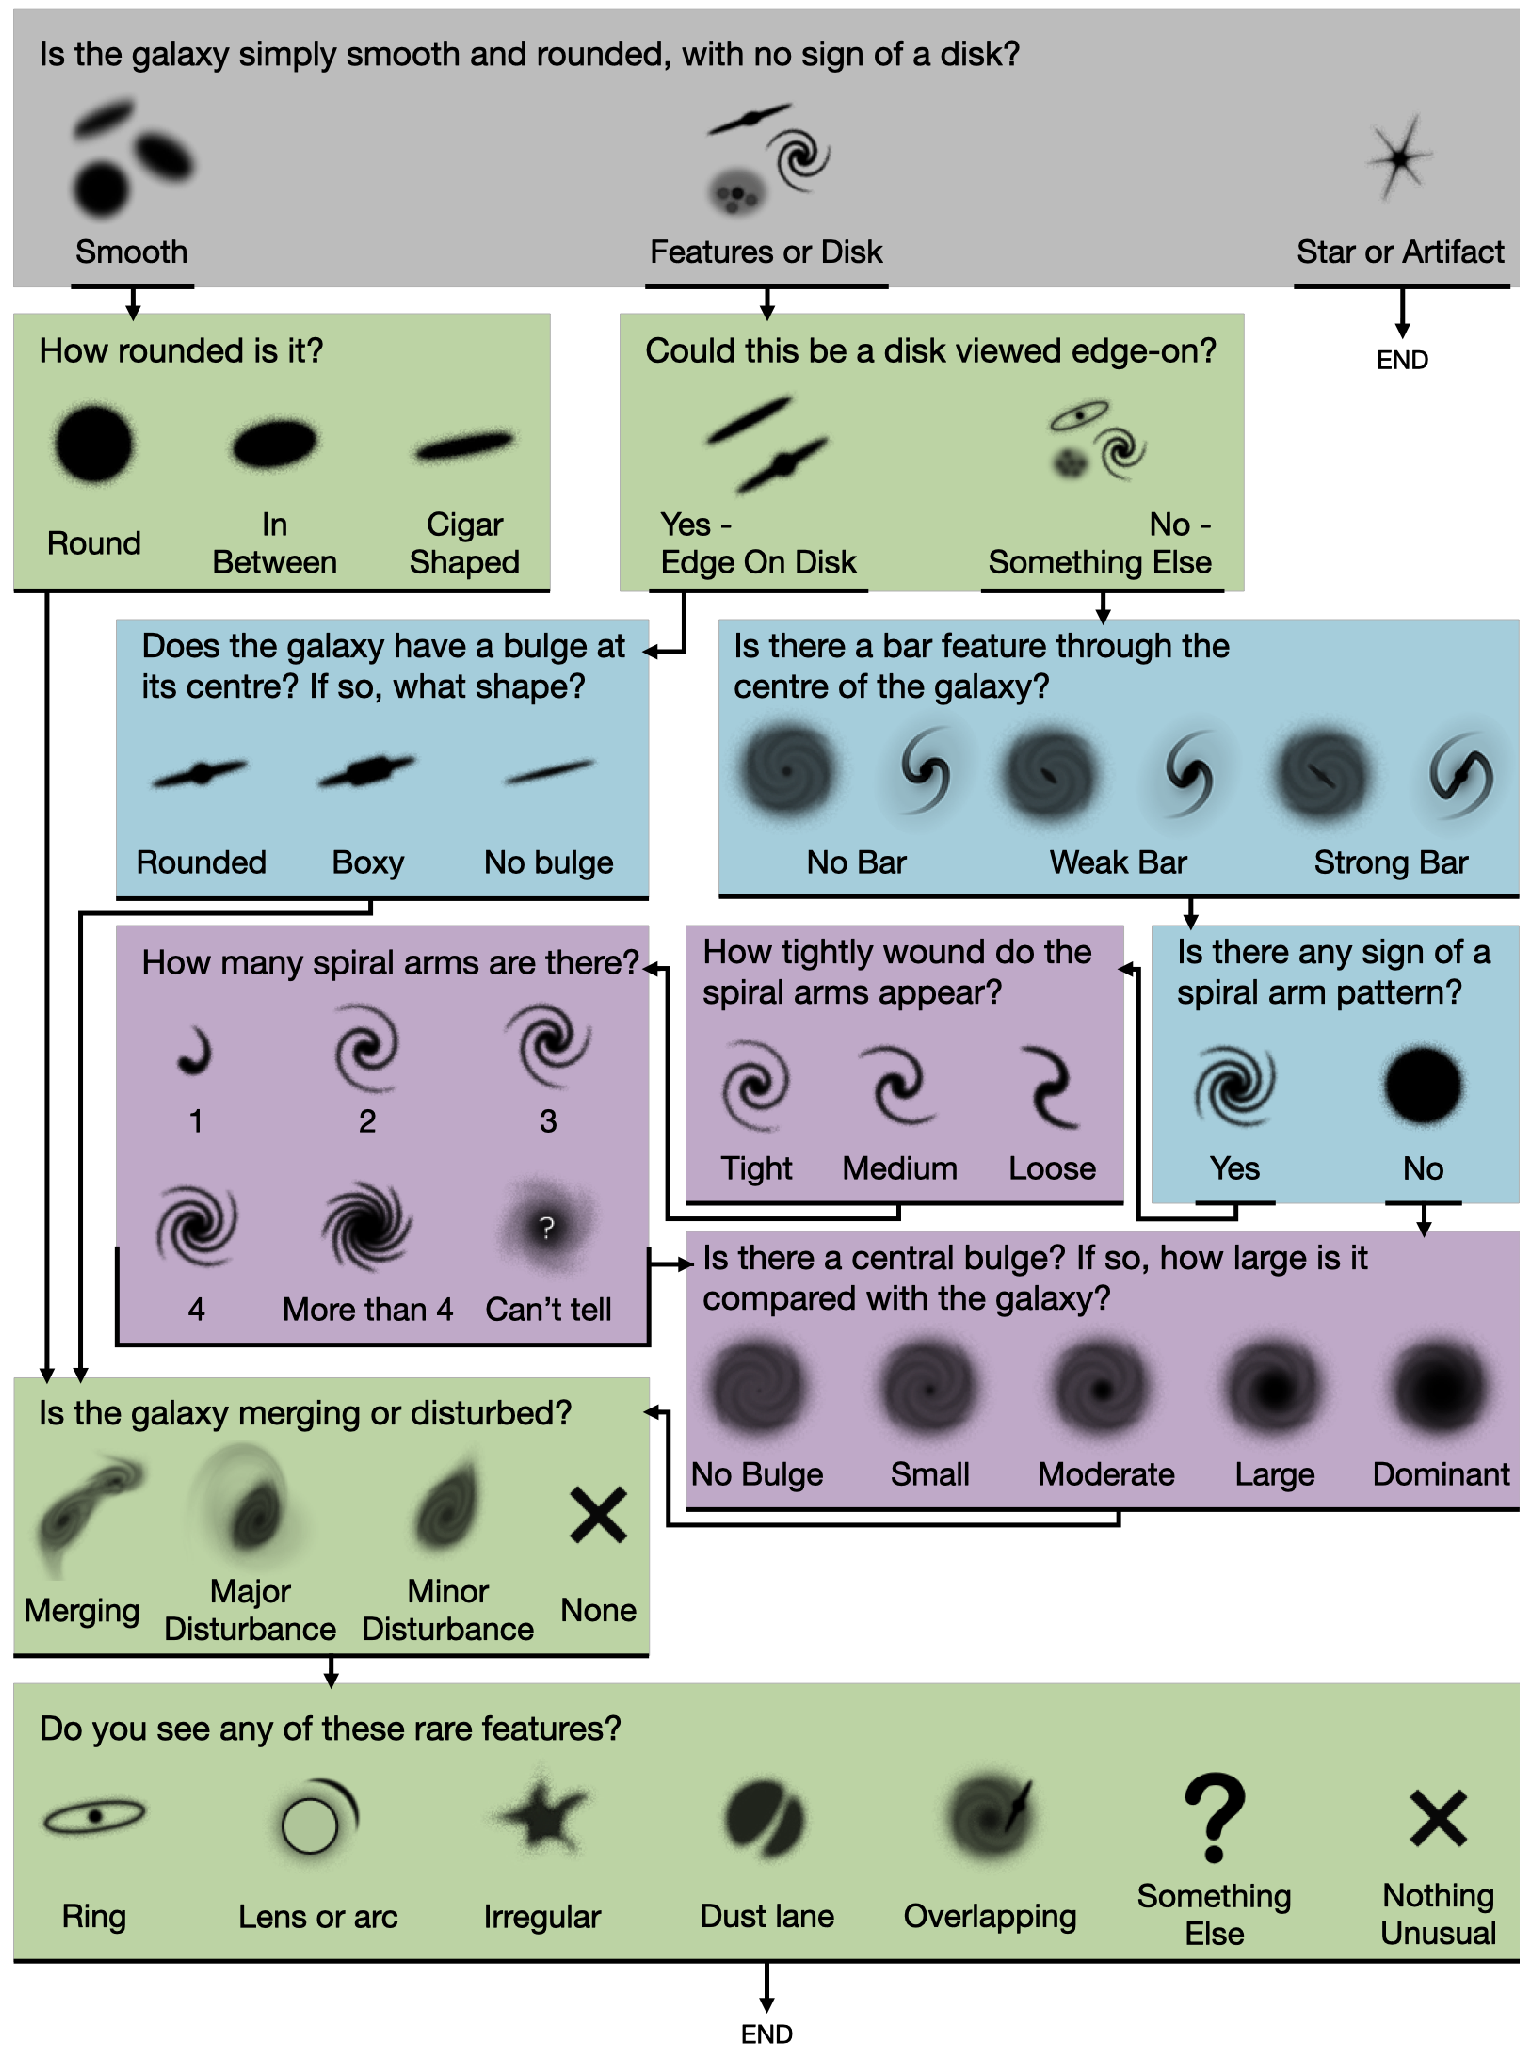 Is the galaxy simply smooth and rounded, with no sign of a disk?
Smooth
Features or Disk
Star or Artifact
END
How rounded is it?
Round
In
Between
Cigar
Shaped
Could this be a disk viewed edge-on?
Yes -
Edge On Disk
No -
Something Else
Does the galaxy have a bulge at
its centre? If so, what shape?
Rounded
Boxy
No bulge
Is there a bar feature through the
centre of the galaxy?
No Bar
Weak Bar
Strong Bar
How many spiral arms are there?
1
2
3
4
More than 4
?
Can't tell
How tightly wound do the
spiral arms appear?
Tight
Medium
Loose
Is there any sign of a
spiral arm pattern?
Yes
No
Is there a central bulge? If so, how large is it
compared with the galaxy?
No Bulge
Small
Moderate
Large
Dominant
Is the galaxy merging or disturbed?
Merging
Major
Disturbance
Minor
Disturbance
None
Do you see any of these rare features?
Ring
Lens or arc
Irregular
Dust lane
Overlapping
?
Something
Else
Nothing
Unusual
END